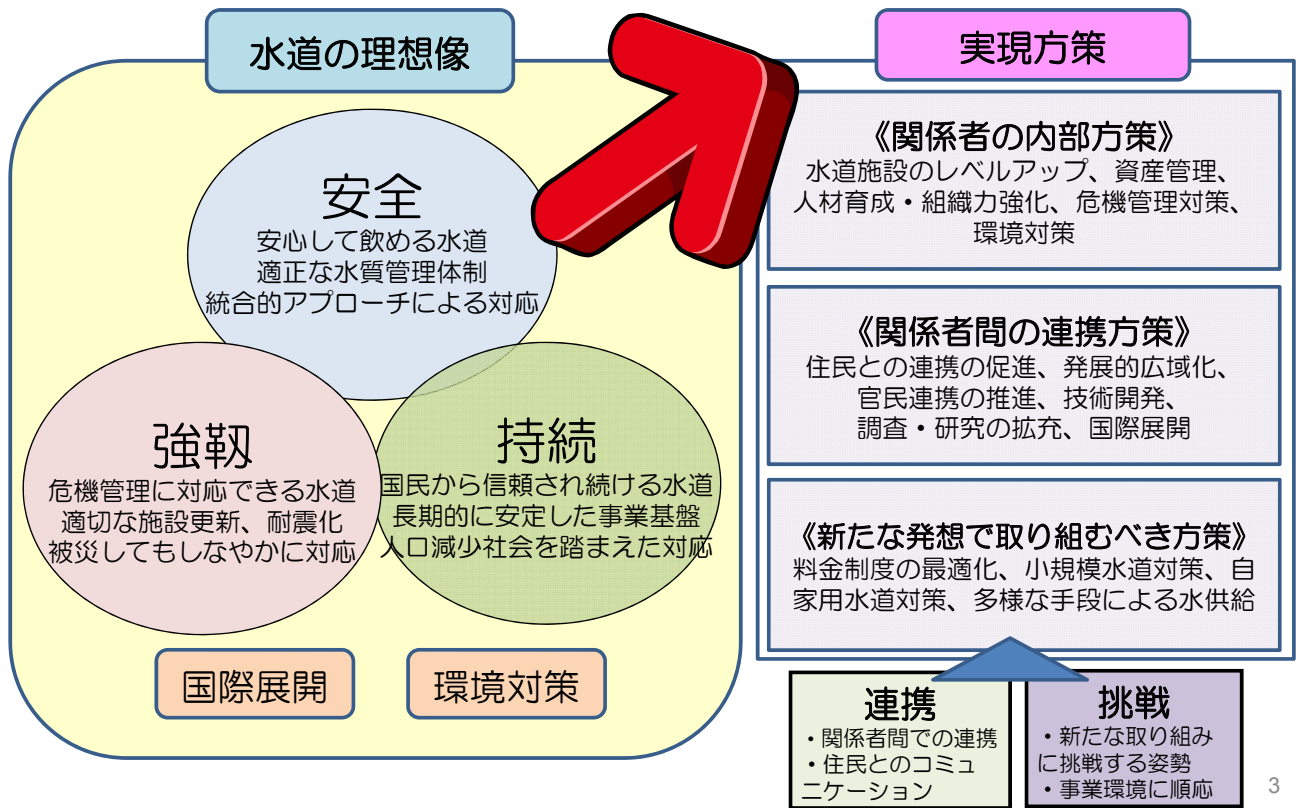 水道の理想像
安全
安心して飲める水道
適正な水質管理体制
統合的アプローチによる対応
強靱
危機管理に対応できる水道
適切な施設更新、耐震化
被災してもしなやかに対応
持続
国民から信頼され続ける水道
長期的に安定した事業基盤
人口減少社会を踏まえた対応
国際展開
環境対策
実現方策
《関係者の内部方策》
水道施設のレベルアップ、資産管理、
人材育成・組織力強化、危機管理対策、
環境対策
《関係者間の連携方策》
住民との連携の促進、発展的広域化、
官民連携の推進、技術開発、
調査・研究の拡充、国際展開
《新たな発想で取り組むべき方策》
料金制度の最適化、小規模水道対策、自
家用水道対策、多様な手段による水供給
連携
・関係者間での連携
・住民とのコミュ
ニケーション
挑戦
・新たな取り組み
に挑戦する姿勢
・事業環境に順応
3